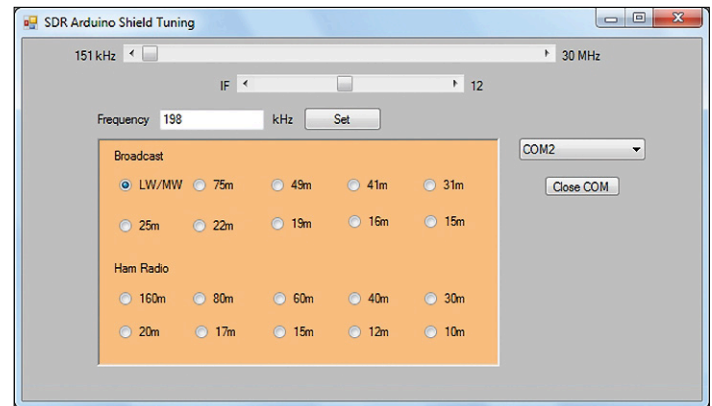 SDR Arduino Shield Tuning
151 kHz 30 MHz
IF 12
Frequency 198 kHz Set
COM2
Close COM
Broadcast
LW/MW 75m 49m 41m 31m
25m 22m 19m 16m 15m
Ham Radio
160m 80m 60m 40m 30m
20m 17m 15m 12m 10m